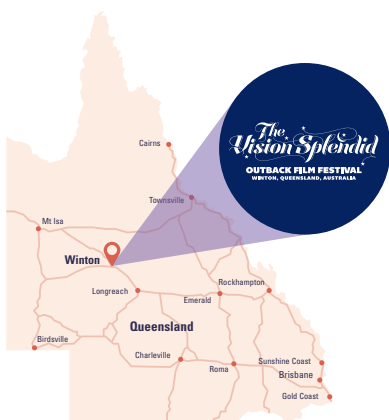 The
Vision Splendid
OUTBACK FILM FESTIVAL
WINTON, QUEENSLAND, AUSTRALIA
Cairns
Townsville
Mt Isa
Winton
Longreach
Emerald
Rockhampton
Queensland
Birdsville
Charleville
Roma
Sunshine Coast
Brisbane
Gold Coast